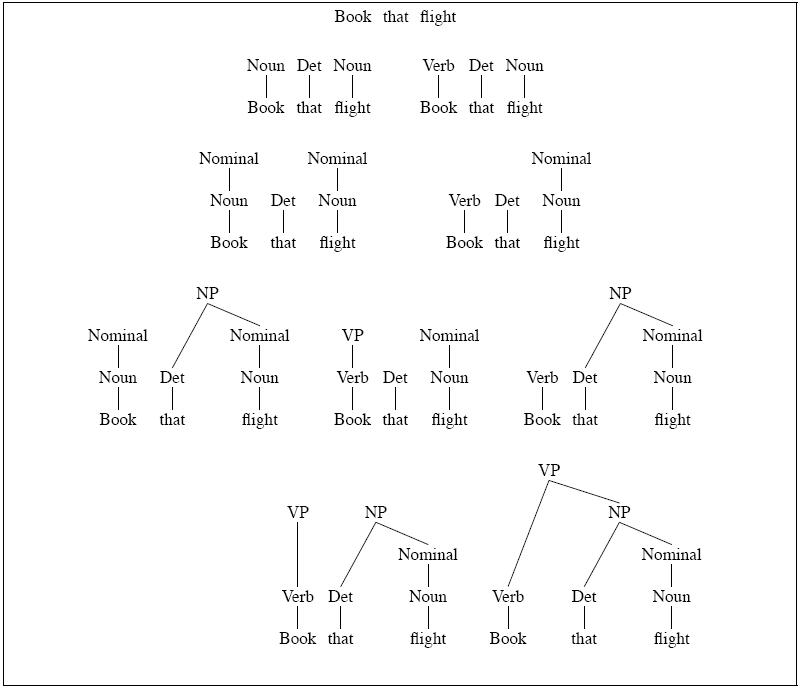 Book that flight
Noun Det Noun Verb Det Noun
Book that flight Book that flight
Nominal Nominal Nominal
Noun Det Noun Verb Det Noun
Book that flight Book that flight
NP NP
Nominal Nominal VP Nominal Nominal
Noun Det Noun Verb Det Noun Verb Det Noun
Book that flight Book that flight Book that flight
VP
VP NP NP
Nominal Nominal
Verb Det Noun Verb Det Noun
Book that flight Book that flight